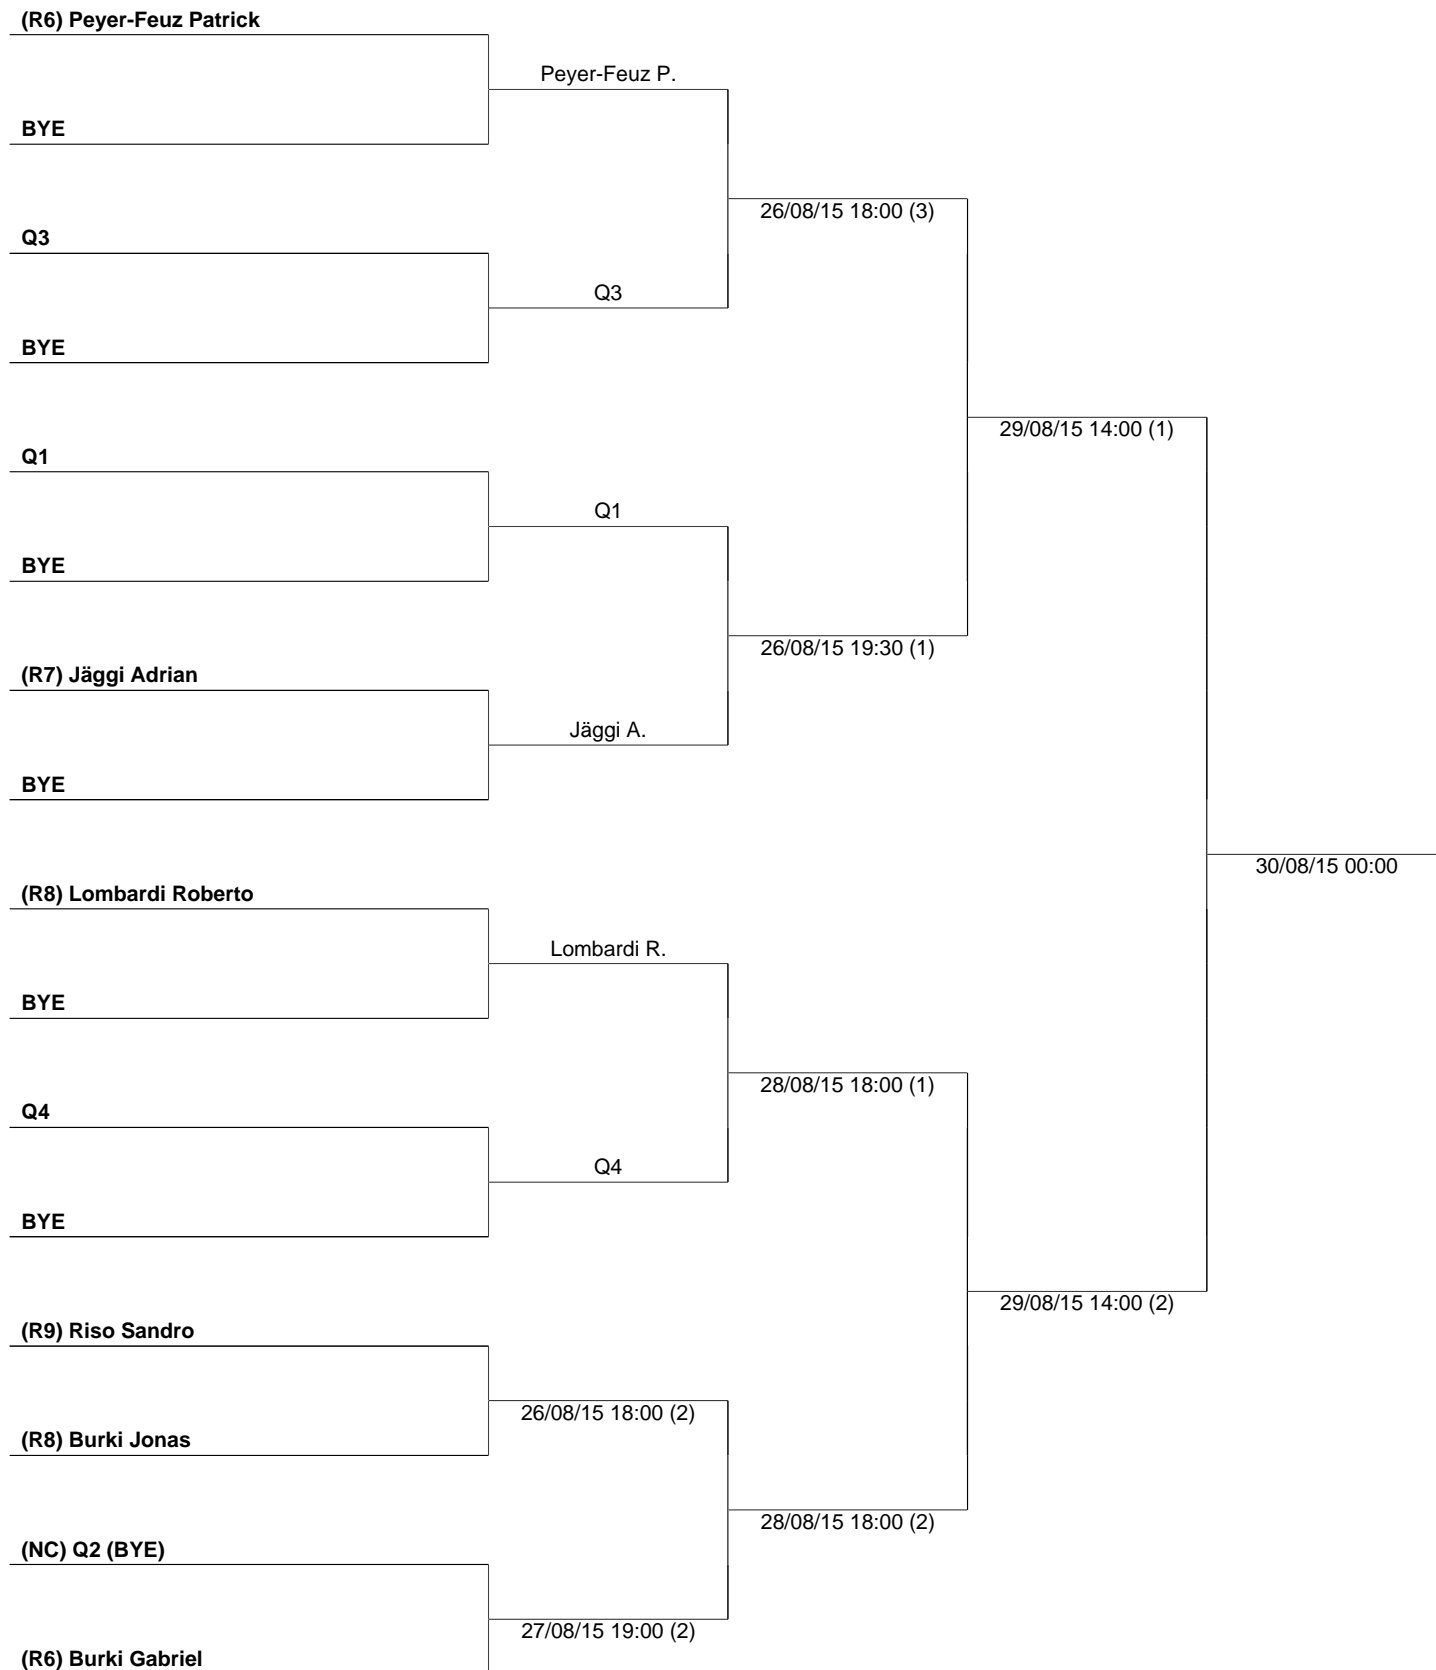 (R6) Peyer-Feuz Patrick
Peyer-Feuz P.
BYE
26/08/15 18:00 (3)
Q3
Q3
BYE
29/08/15 14:00 (1)
Q1
Q1
BYE
26/08/15 19:30 (1)
(R7) Jäggi Adrian
Jäggi A.
BYE
30/08/15 00:00
(R8) Lombardi Roberto
Lombardi R.
BYE
28/08/15 18:00 (1)
Q4
Q4
BYE
29/08/15 14:00 (2)
(R9) Riso Sandro
26/08/15 18:00 (2)
(R8) Burki Jonas
28/08/15 18:00 (2)
(NC) Q2 (BYE)
27/08/15 19:00 (2)
(R6) Burki Gabriel